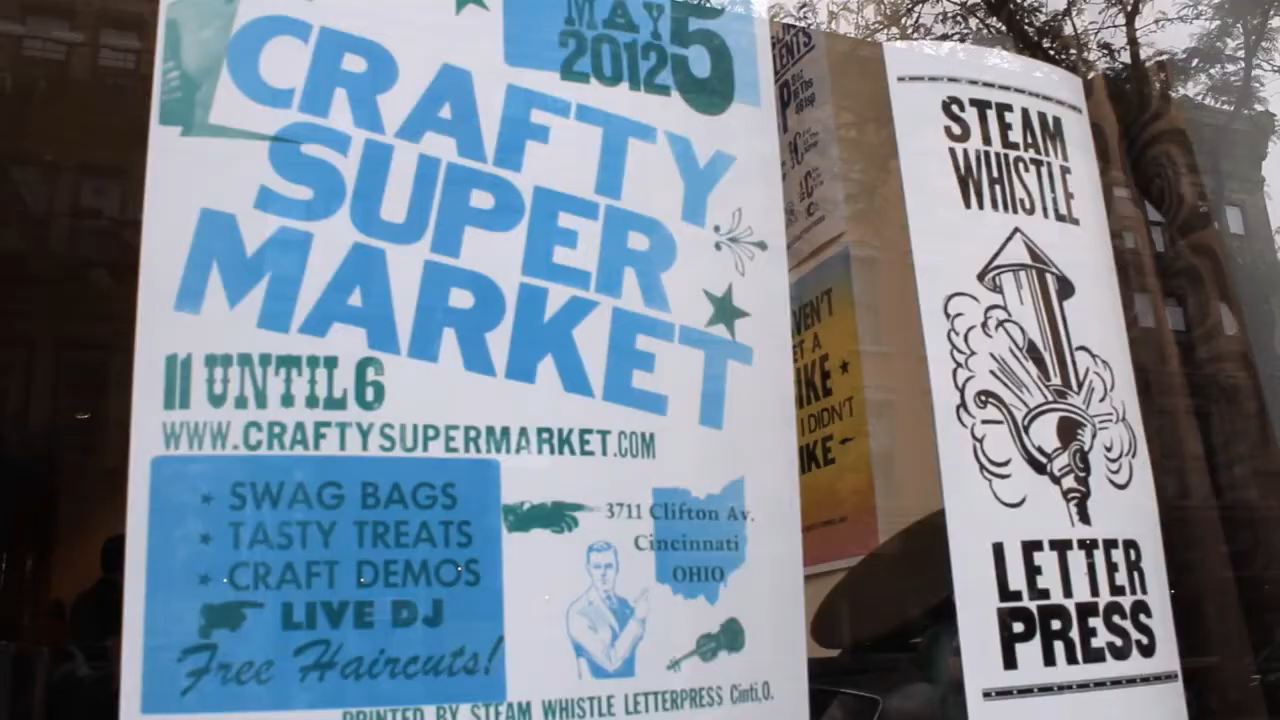 MAY 5
2012
CRAFTY
SUPER
MARKET
11 UNTIL 6
WWW.CRAFTYSUPERMARKET.COM
SWAG BAGS
TASTY TREATS
CRAFT DEMOS
LIVE DJ
Free Haircuts!
3711 Clifton Av.
Cincinnati
OHIO
PRINTED BY STEAM WHISTLE LETTERPRESS Cinti,O.
I DIDN'T
STEAM
WHISTLE
LETTER
PRESS